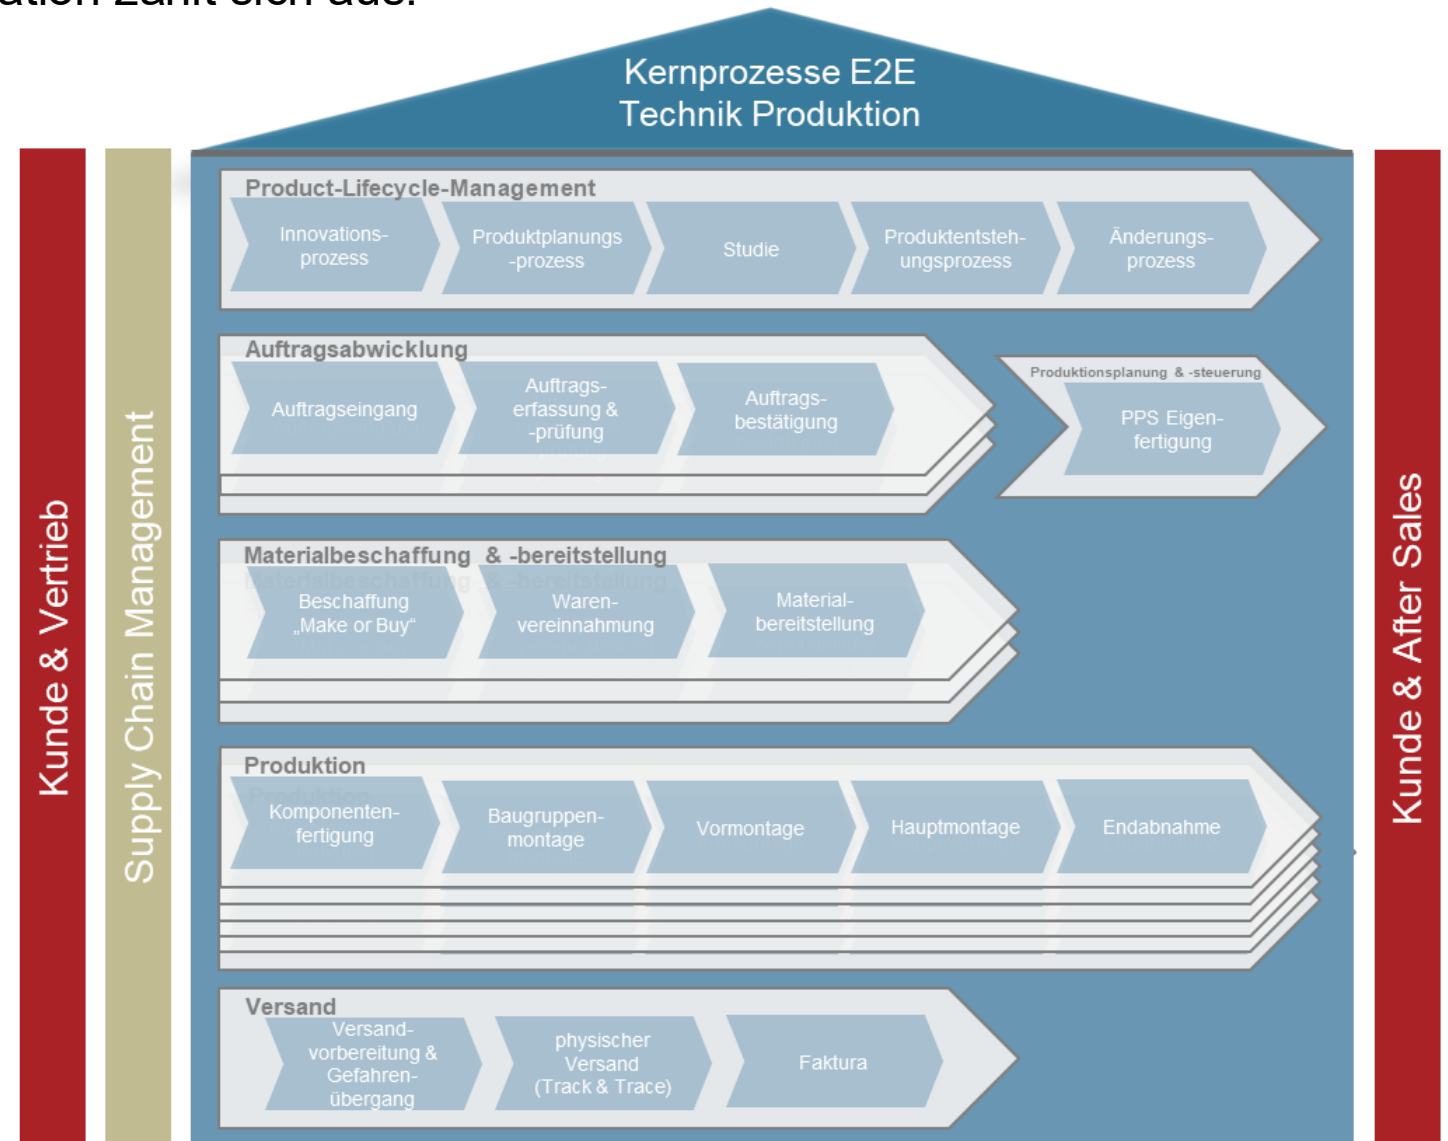 zahlt sich aus.
Kernprozesse E2E
Technik Produktion
Kunde & Vertrieb
Supply Chain Management
Product-Lifecycle-Management
Innovations-
prozess
Produktplanungs
-prozess
Studie
Produktentsteh-
ungsprozess
Änderungs-
prozess
Auftragsabwicklung
Auftragseingang
Auftrags-
erfassung &
-prüfung
Auftrags-
bestätigung
Produktionsplanung & -steuerung
PPS Eigen-
fertigung
Materialbeschaffung & -bereitstellung
Beschaffung
„Make or Buy“
Waren-
vereinnahmung
Material-
bereitstellung
Produktion
Komponenten-
fertigung
Baugruppen-
montage
Vormontage
Hauptmontage
Endabnahme
Versand
Versand-
vorbereitung &
Gefahren-
übergang
physischer
Versand
(Track & Trace)
Faktura
Kunde & After Sales